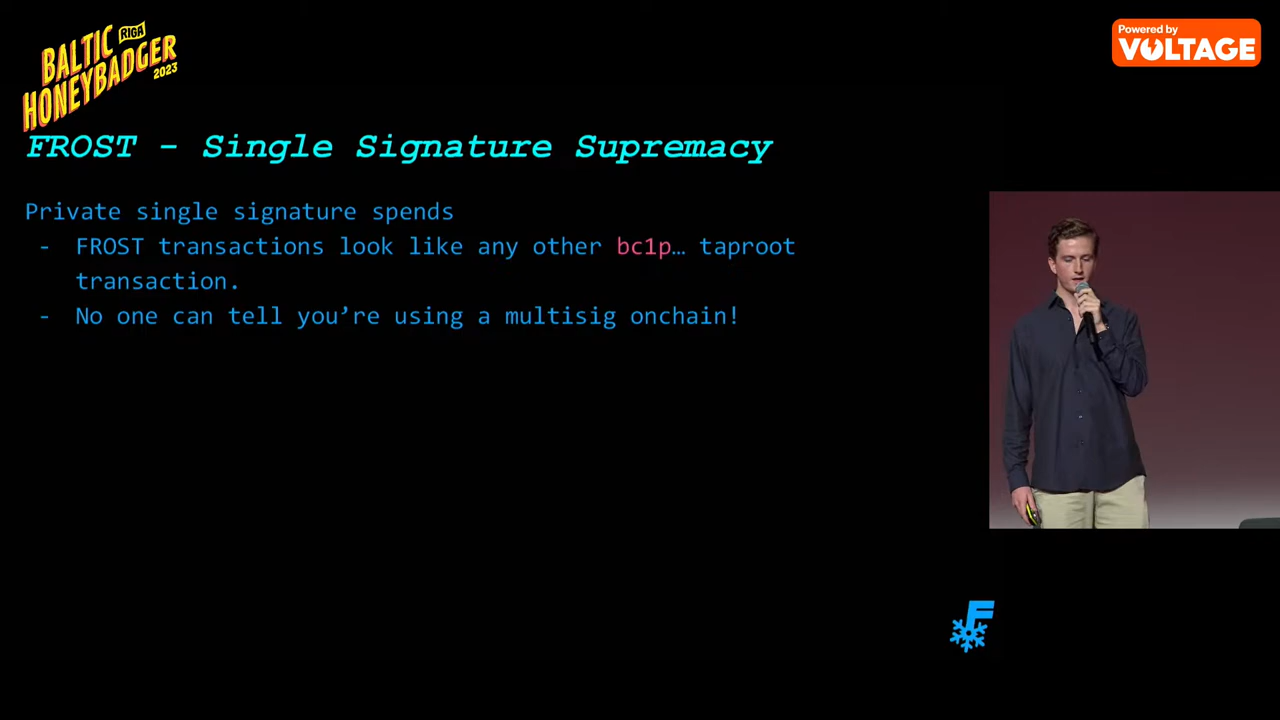 BALTIC
RIGA
HONEYBADGER
2023
Powered by
VOLTAGE
FROST - Single Signature Supremacy
Private single signature spends
- FROST transactions look like any other bc1p… taproot
transaction.
- No one can tell you’re using a multisig onchain!
F